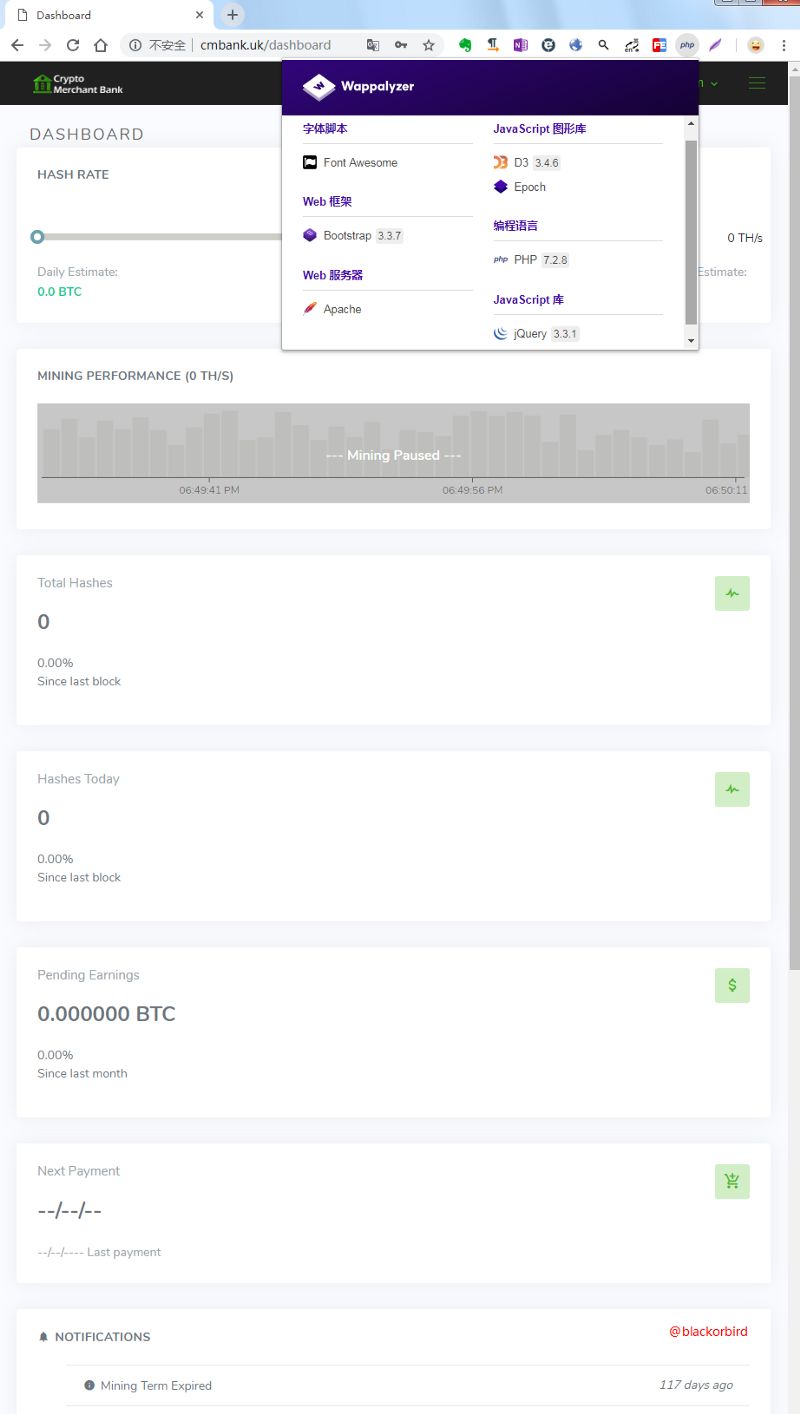 Dashboard
不安全 cmbank.uk/dashboard
Crypto
Merchant Bank
Wappalyzer
字体脚本
Font Awesome
Web 框架
Bootstrap 3.3.7
Web 服务器
Apache
JavaScript 图形库
D3 3.4.6
Epoch
编程语言
php PHP 7.2.8
JavaScript 库
jQuery 3.3.1
DASHBOARD
HASH RATE
0 TH/s
Daily Estimate:
Estimate:
0.0 BTC
MINING PERFORMANCE (0 TH/S)
--- Mining Paused ---
06:49:41 PM 06:49:56 PM 06:50:11
Total Hashes
0
0.00%
Since last block
Hashes Today
0
0.00%
Since last block
Pending Earnings
0.000000 BTC
0.00%
Since last month
Next Payment
--/--/--
--/--/---- Last payment
NOTIFICATIONS
@blackorbird
Mining Term Expired 117 days ago